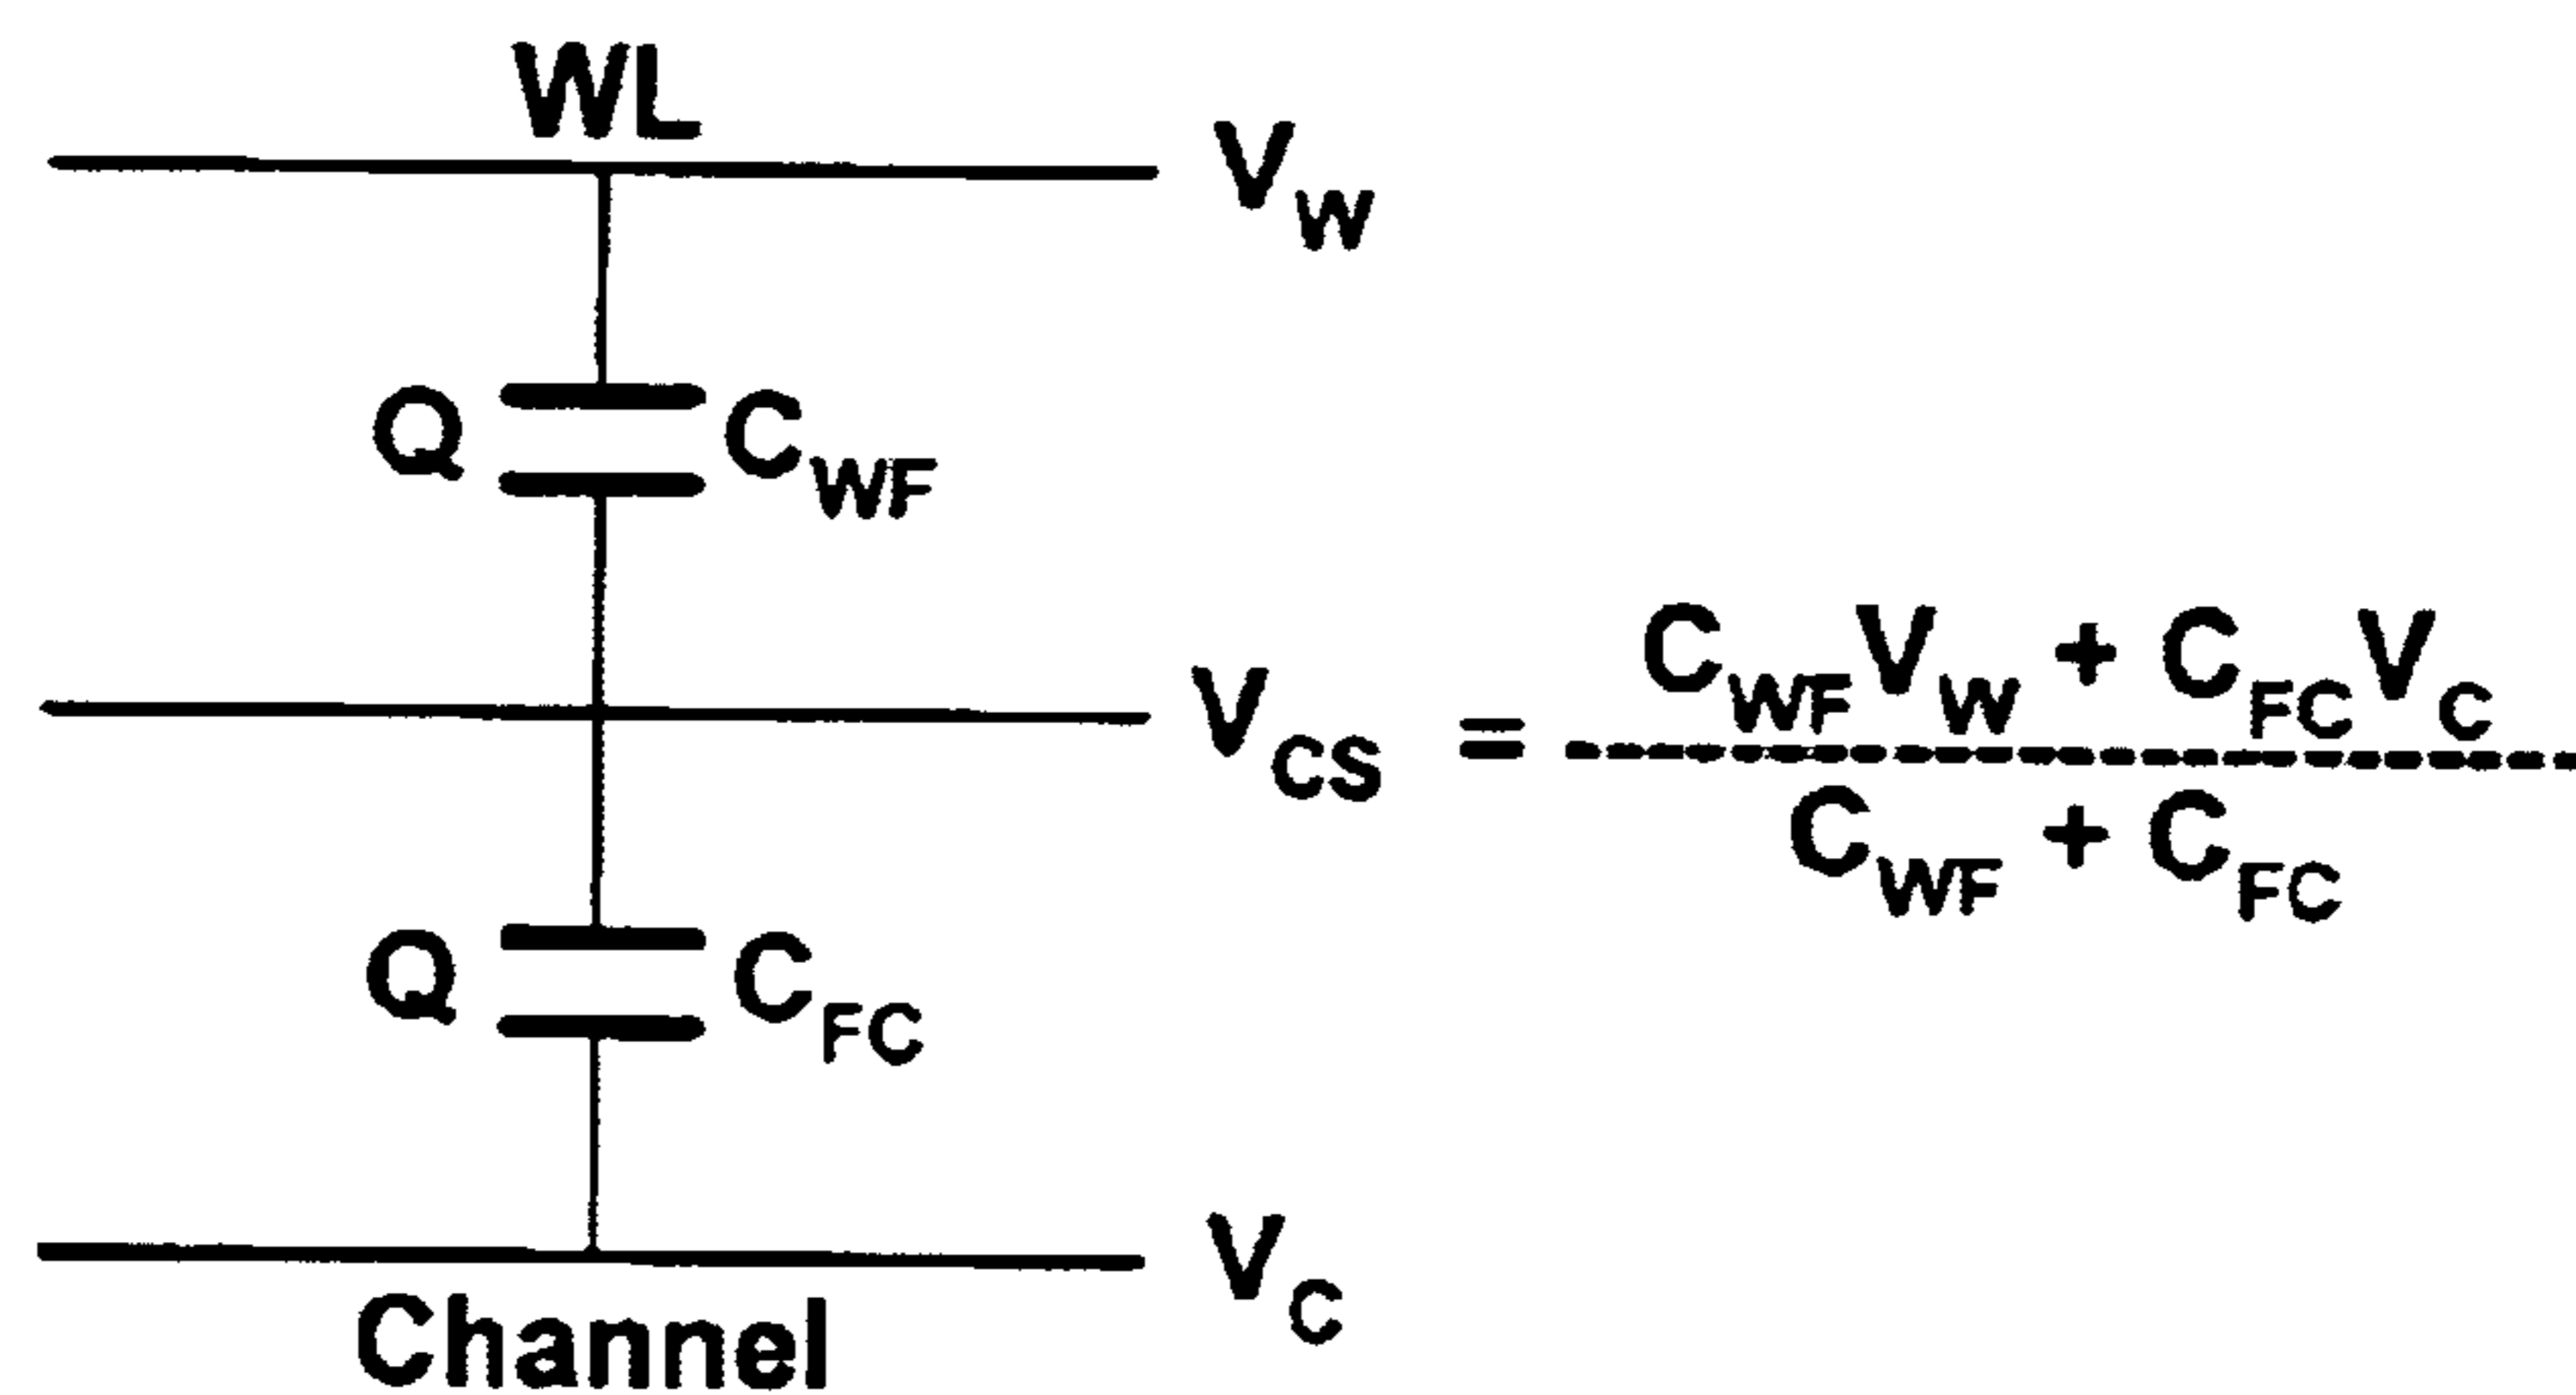 WL
V_W
Q C_WF
V_CS = C_WF V_W + C_FC V_C
C_WF + C_FC
Q C_FC
V_C
Channel